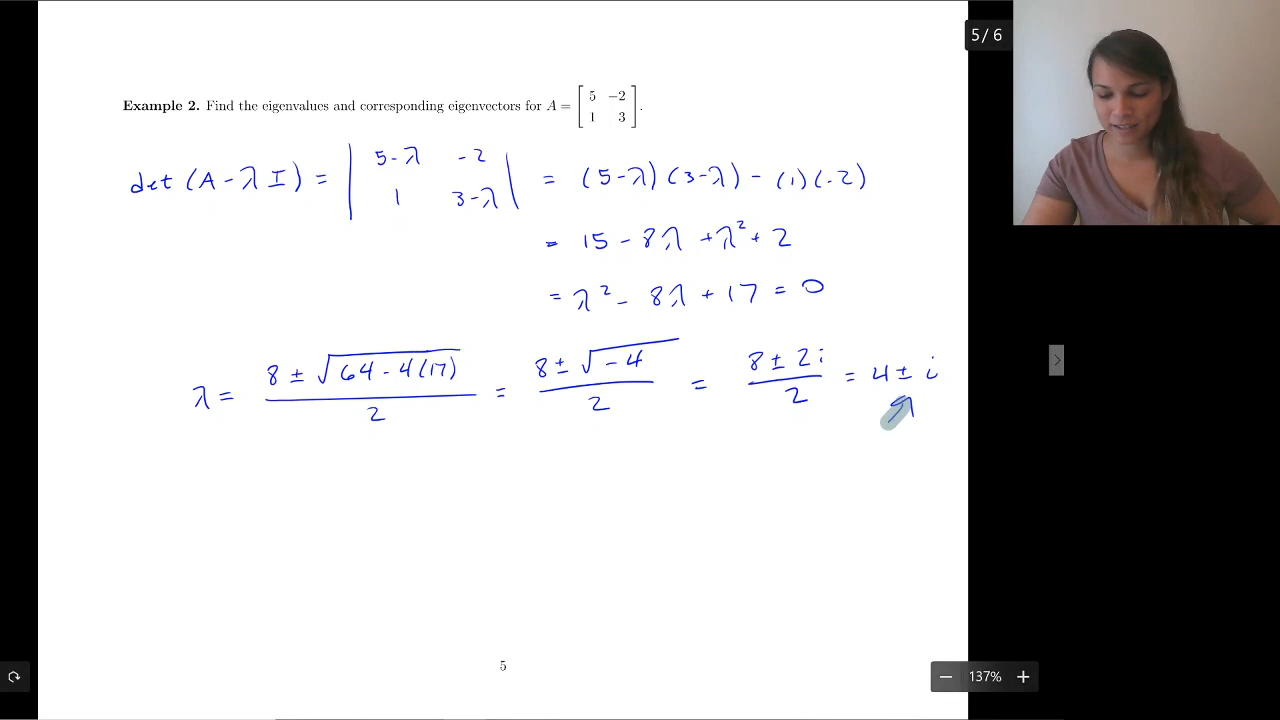 5 / 6
Example 2. Find the eigenvalues and corresponding eigenvectors for A = [ 5 −2
1 3 ].
det (A - λ I) = | 5-λ -2
1 3-λ | = (5-λ)(3-λ) - (1)(-2)
= 15 - 8λ + λ² + 2
= λ² - 8λ + 17 = 0
λ = (8 ± √(64 - 4(17)))/2 = (8 ± √(-4))/2 = (8 ± 2i)/2 = 4 ± i
5
137%